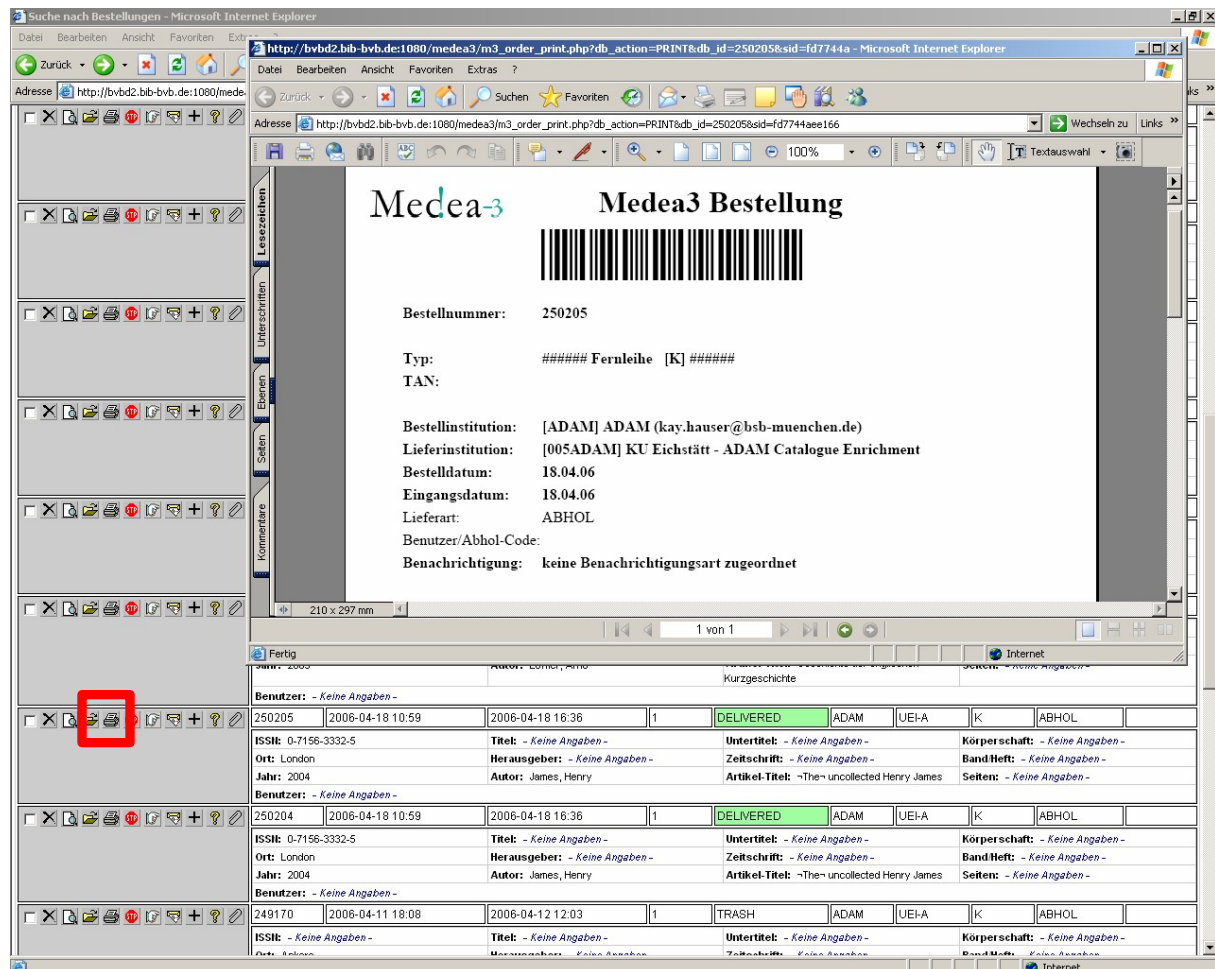 Suche nach Bestellungen - Microsoft Internet Explorer
Datei Bearbeiten Ansicht Favoriten
Zurück
Adresse http://bvbd2.bib-bvb.de:1080/mede
http://bvbd2.bib-bvb.de:1080/medea3/m3_order_print.php?db_action=PRINT&db_id=250205&sid=fd7744a - Microsoft Internet Explorer
Datei Bearbeiten Ansicht Favoriten Extras ?
Zurück Suchen Favoriten
Adresse http://bvbd2.bib-bvb.de:1080/medea3/m3_order_print.php?db_action=PRINT&db_id=250205&sid=fd7744aee166 Wechseln zu Links »
100% Textauswahl
Lesezeichen
Unterschriften
Ebenen
Seiten
Kommentare
Medea-3 Medea3 Bestellung
Bestellnummer: 250205
Typ: ###### Fernleihe [K] ######
TAN:
Bestellinstitution: [ADAM] ADAM (kay.hauser@bsb-muenchen.de)
Lieferinstitution: [005ADAM] KU Eichstätt - ADAM Catalogue Enrichment
Bestelldatum: 18.04.06
Eingangsdatum: 18.04.06
Lieferart: ABHOL
Benutzer/Abhol-Code:
Benachrichtigung: keine Benachrichtigungsart zugeordnet
210 x 297 mm
1 von 1
Fertig Internet
Kurzgeschichte
Benutzer: - Keine Angaben -
250205 2006-04-18 10:59 2006-04-18 16:36 1 DELIVERED ADAM UEI-A K ABHOL
ISSN: 0-7156-3332-5 Titel: - Keine Angaben - Untertitel: - Keine Angaben - Körperschaft: - Keine Angaben -
Ort: London Herausgeber: - Keine Angaben - Zeitschrift: - Keine Angaben - Band/Heft: - Keine Angaben -
Jahr: 2004 Autor: James, Henry Artikel-Titel: ¬The¬ uncollected Henry James Seiten: - Keine Angaben -
Benutzer: - Keine Angaben -
250204 2006-04-18 10:59 2006-04-18 16:36 1 DELIVERED ADAM UEI-A K ABHOL
ISSN: 0-7156-3332-5 Titel: - Keine Angaben - Untertitel: - Keine Angaben - Körperschaft: - Keine Angaben -
Ort: London Herausgeber: - Keine Angaben - Zeitschrift: - Keine Angaben - Band/Heft: - Keine Angaben -
Jahr: 2004 Autor: James, Henry Artikel-Titel: ¬The¬ uncollected Henry James Seiten: - Keine Angaben -
Benutzer: - Keine Angaben -
249170 2006-04-11 18:08 2006-04-12 12:03 1 TRASH ADAM UEI-A K ABHOL
ISSN: - Keine Angaben - Titel: - Keine Angaben - Untertitel: - Keine Angaben - Körperschaft: - Keine Angaben -
Internet